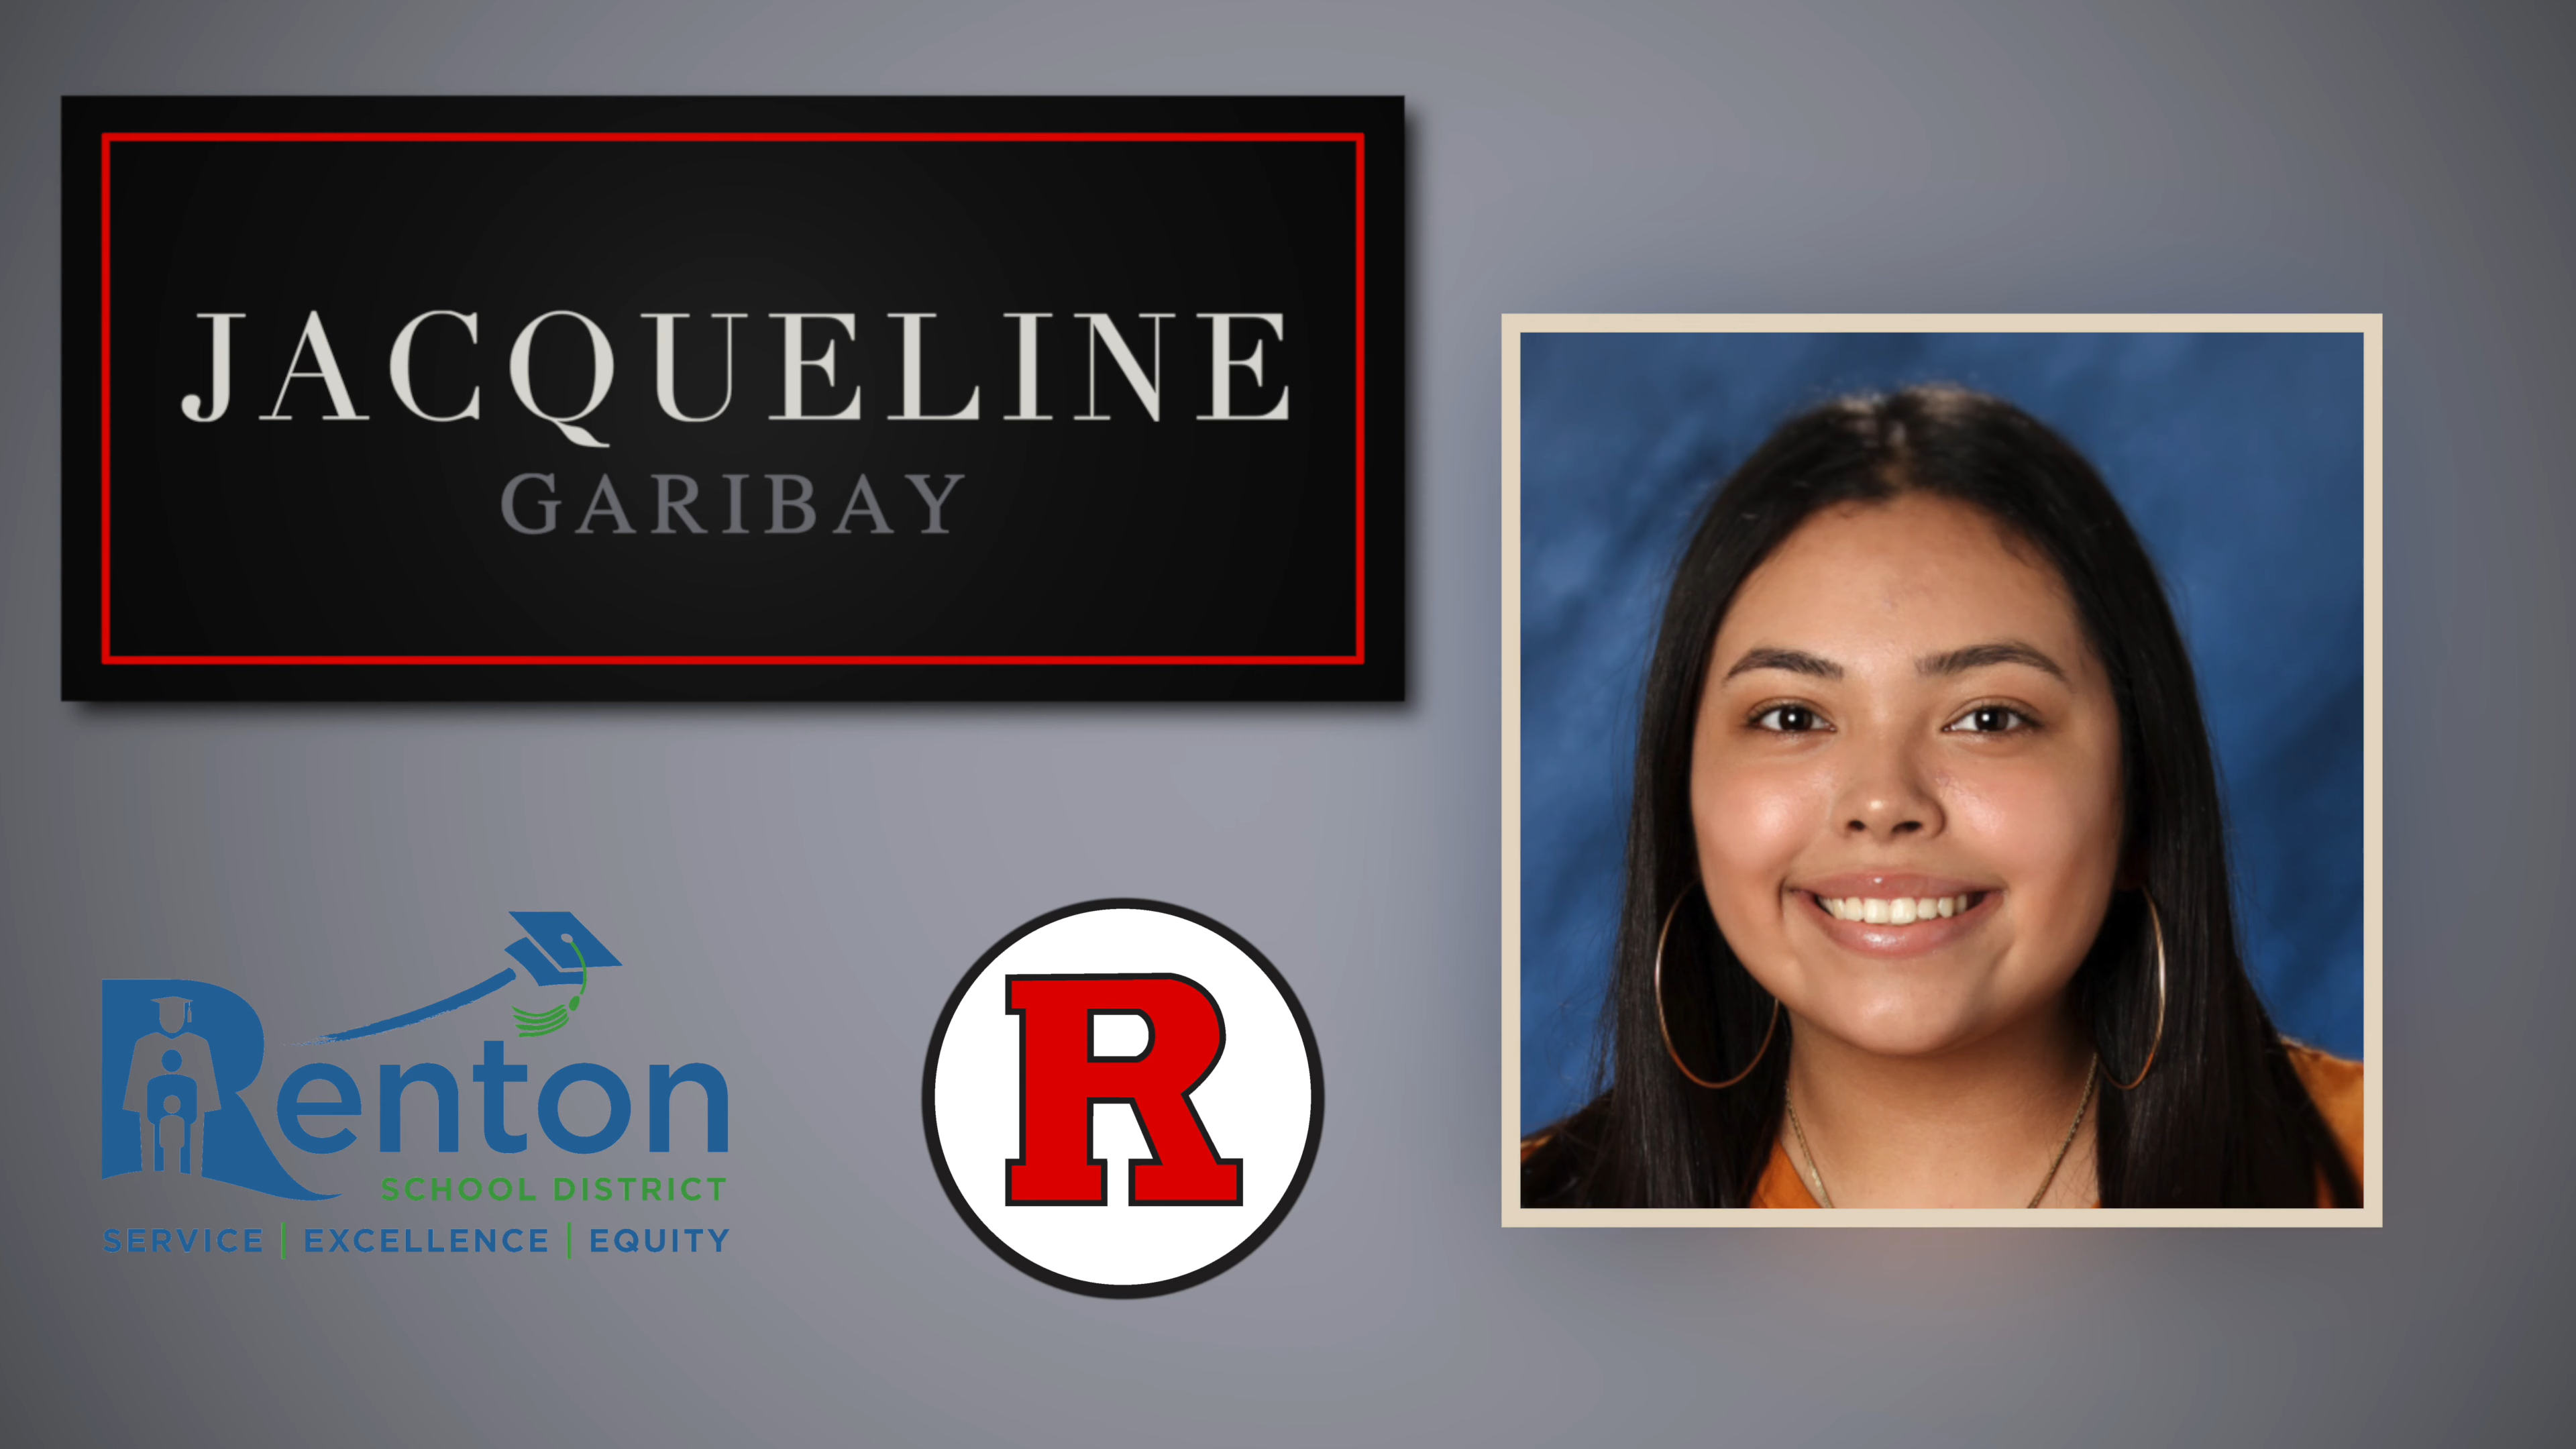 JACQUELINE
GARIBAY
Renton
SCHOOL DISTRICT
SERVICE | EXCELLENCE | EQUITY
R